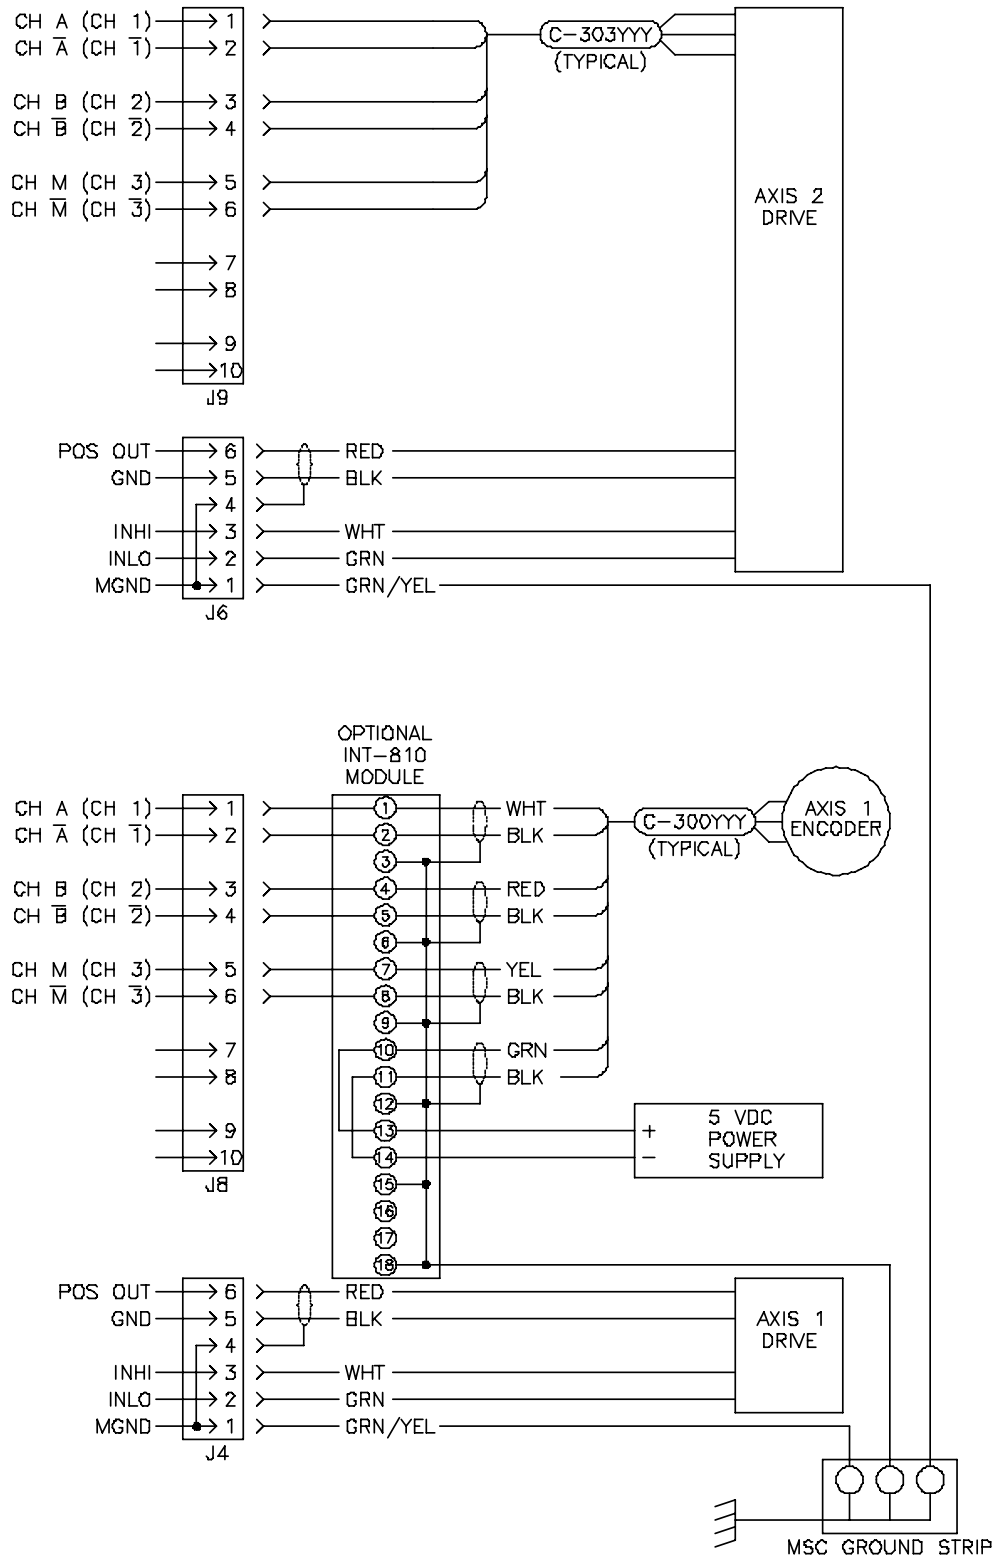 CH A (CH 1) 1
CH A̅ (CH 1̅) 2
C-303YYY
(TYPICAL)
CH B (CH 2) 3
CH B̅ (CH 2̅) 4
CH M (CH 3) 5
CH M̅ (CH 3̅) 6
AXIS 2
DRIVE
7
8
9
10
J9
POS OUT 6 RED
GND 5 BLK
4
INHI 3 WHT
INLO 2 GRN
MGND 1 GRN/YEL
J6
OPTIONAL
INT-810
MODULE
CH A (CH 1) 1 1 WHT
CH A̅ (CH 1̅) 2 2 BLK
3
C-300YYY
(TYPICAL)
AXIS 1
ENCODER
CH B (CH 2) 3 4 RED
CH B̅ (CH 2̅) 4 5 BLK
6
CH M (CH 3) 5 7 YEL
CH M̅ (CH 3̅) 6 8 BLK
9
7 10 GRN
8 11 BLK
12
9 13 +
10 14 -
5 VDC
POWER
SUPPLY
J8
15
16
17
18
POS OUT 6 RED
GND 5 BLK
4
INHI 3 WHT
INLO 2 GRN
MGND 1 GRN/YEL
J4
AXIS 1
DRIVE
MSC GROUND STRIP